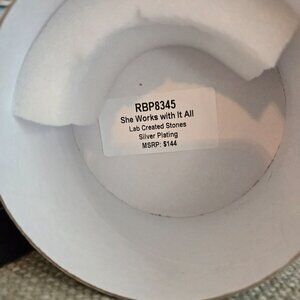 RBP8345
She Works with It All
Lab Created Stones
Silver Plating
MSRP: $144